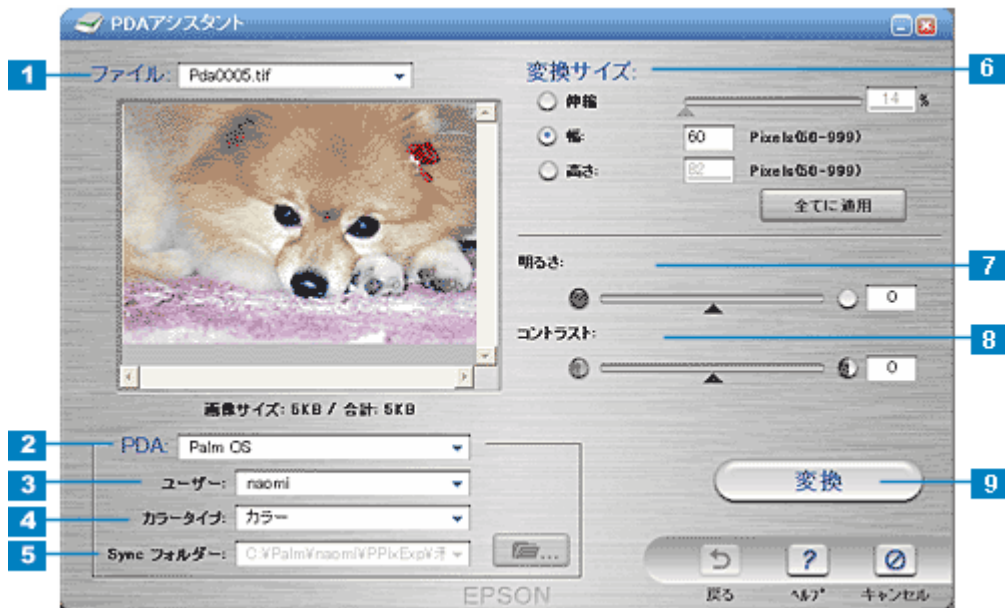 PDAアシスタント
1 ファイル: Pda0005.tif
画像サイズ: 5KB / 合計: 5KB
2 PDA: Palm OS
3 ユーザー: naomi
4 カラータイプ: カラー
5 Sync フォルダー: C:¥Palm¥naomi¥PPixExp¥
...
変換サイズ: 6
伸縮 14 %
幅: 60 Pixels(50-999)
高さ: 82 Pixels(50-999)
全てに適用
明るさ: 7
0
コントラスト: 8
0
変換 9
EPSON
戻る ? ヘルプ キャンセル